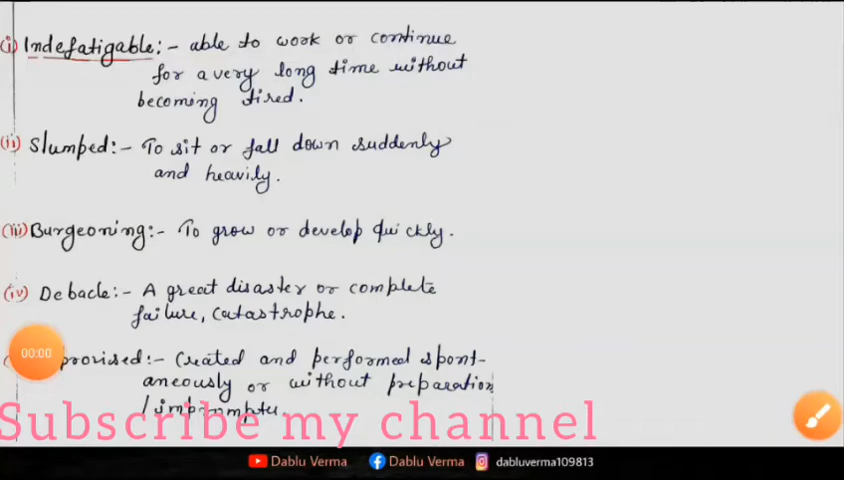 (i) Indefatigable:- able to work or continue
for a very long time without
becoming tired.
(ii) Slumped:- To sit or fall down suddenly
and heavily.
(iii) Burgeoning:- To grow or develop quickly.
(iv) Debacle:- A great disaster or complete
failure, catastrophe.
00:00
provised:- Created and performed spont-
aneously or without preparation
/impromptu.
Subscribe my channel
Dablu Verma Dablu Verma dabluverma109813